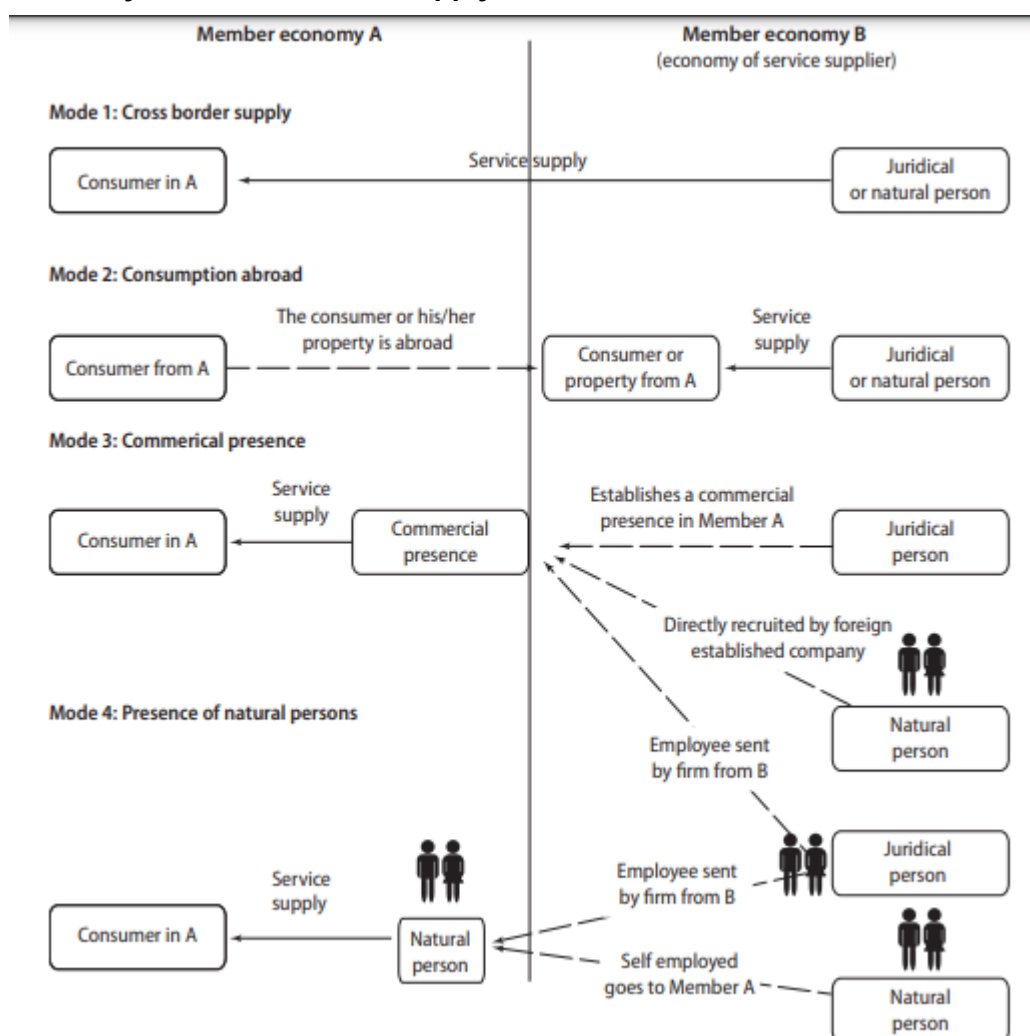 Member economy A
Member economy B
(economy of service supplier)
Mode 1: Cross border supply
Consumer in A
Service supply
Juridical
or natural person
Mode 2: Consumption abroad
Consumer from A
The consumer or his/her
property is abroad
Consumer or
property from A
Service
supply
Juridical
or natural person
Mode 3: Commerical presence
Consumer in A
Service
supply
Commercial
presence
Establishes a commercial
presence in Member A
Juridical
person
Directly recruited by foreign
established company
Natural
person
Mode 4: Presence of natural persons
Employee sent
by firm from B
Juridical
person
Consumer in A
Service
supply
Natural
person
Employee sent
by firm from B
Self employed
goes to Member A
Natural
person